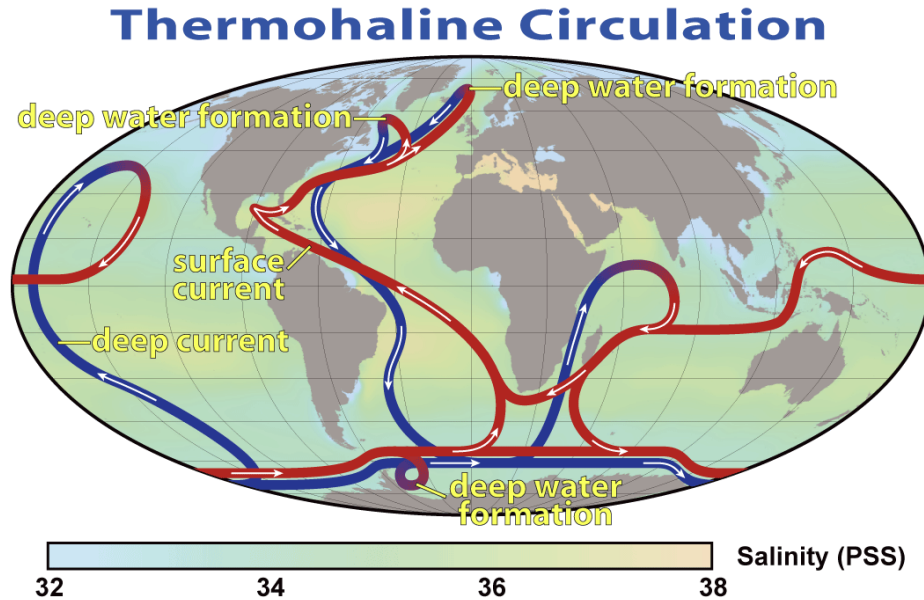 Thermohaline Circulation
deep water formation
deep water formation
surface
current
deep current
deep water
formation
32
34
36
38
Salinity (PSS)